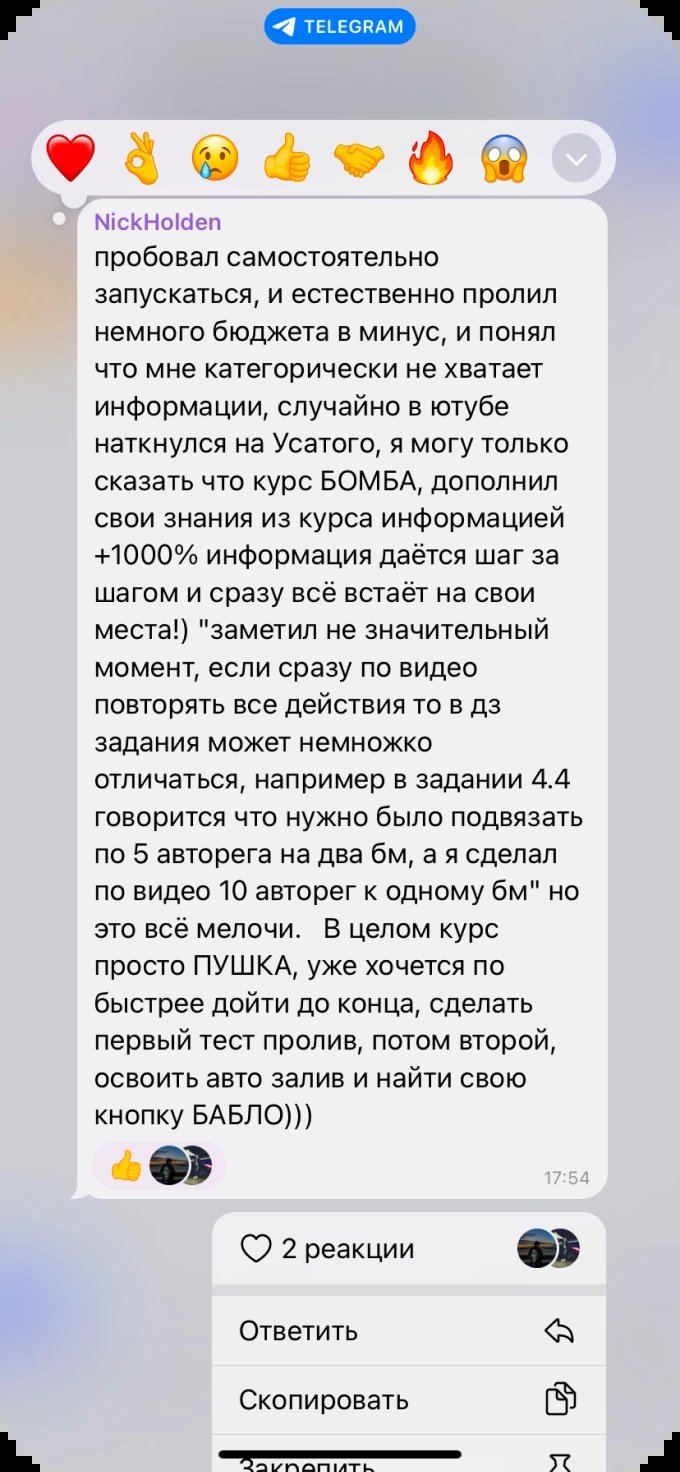 TELEGRAM
NickHolden
пробовал самостоятельно
запускаться, и естественно пролил
немного бюджета в минус, и понял
что мне категорически не хватает
информации, случайно в ютубе
наткнулся на Усатого, я могу только
сказать что курс БОМБА, дополнил
свои знания из курса информацией
+1000% информация даётся шаг за
шагом и сразу всё встаёт на свои
места!) "заметил не значительный
момент, если сразу по видео
повторять все действия то в дз
задания может немножко
отличаться, например в задании 4.4
говорится что нужно было подвязать
по 5 авторега на два бм, а я сделал
по видео 10 авторег к одному бм" но
это всё мелочи.   В целом курс
просто ПУШКА, уже хочется по
быстрее дойти до конца, сделать
первый тест пролив, потом второй,
освоить авто залив и найти свою
кнопку БАБЛО)))
17:54
2 реакции
Ответить
Скопировать
Закрепить